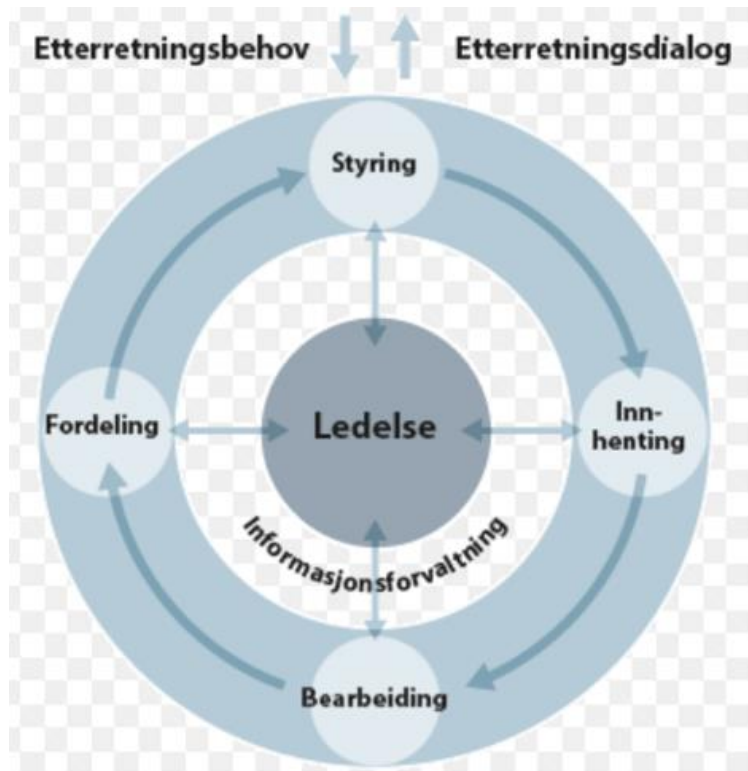 Etterretningsbehov
Etterretningsdialog
Styring
Fordeling
Ledelse
Inn-
henting
Informasjonsforvaltning
Bearbeiding